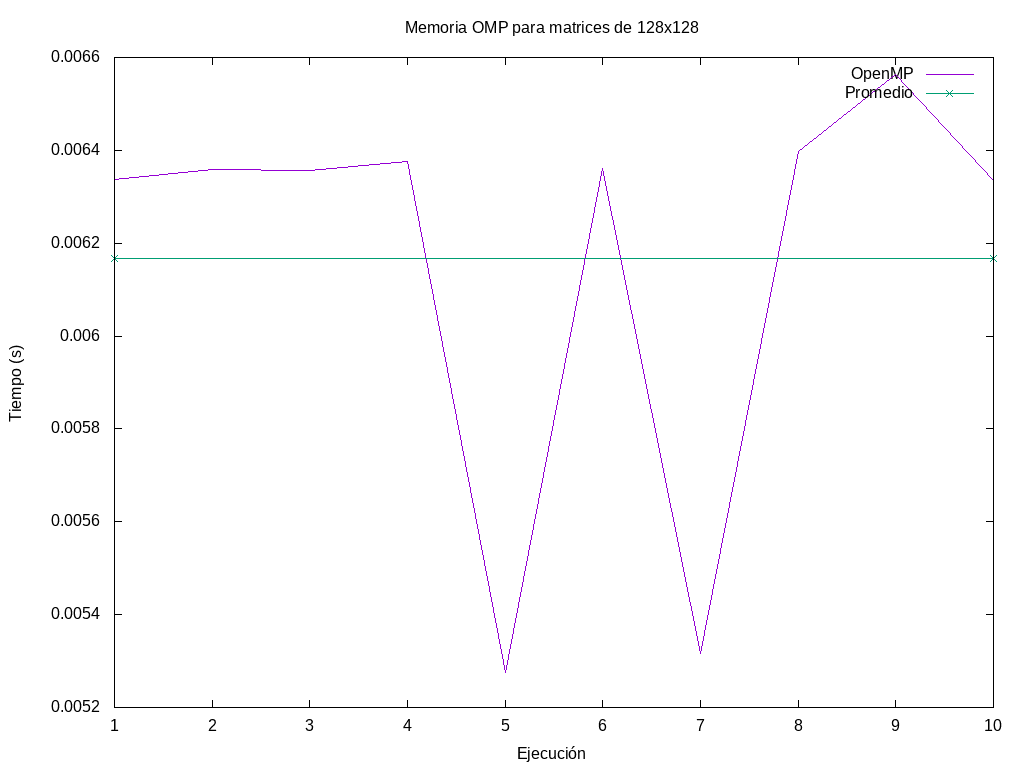 Memoria OMP para matrices de 128x128
OpenMP
Promedio
0.0066
0.0064
0.0062
0.006
0.0058
0.0056
0.0054
0.0052
Tiempo (s)
1 2 3 4 5 6 7 8 9 10
Ejecución